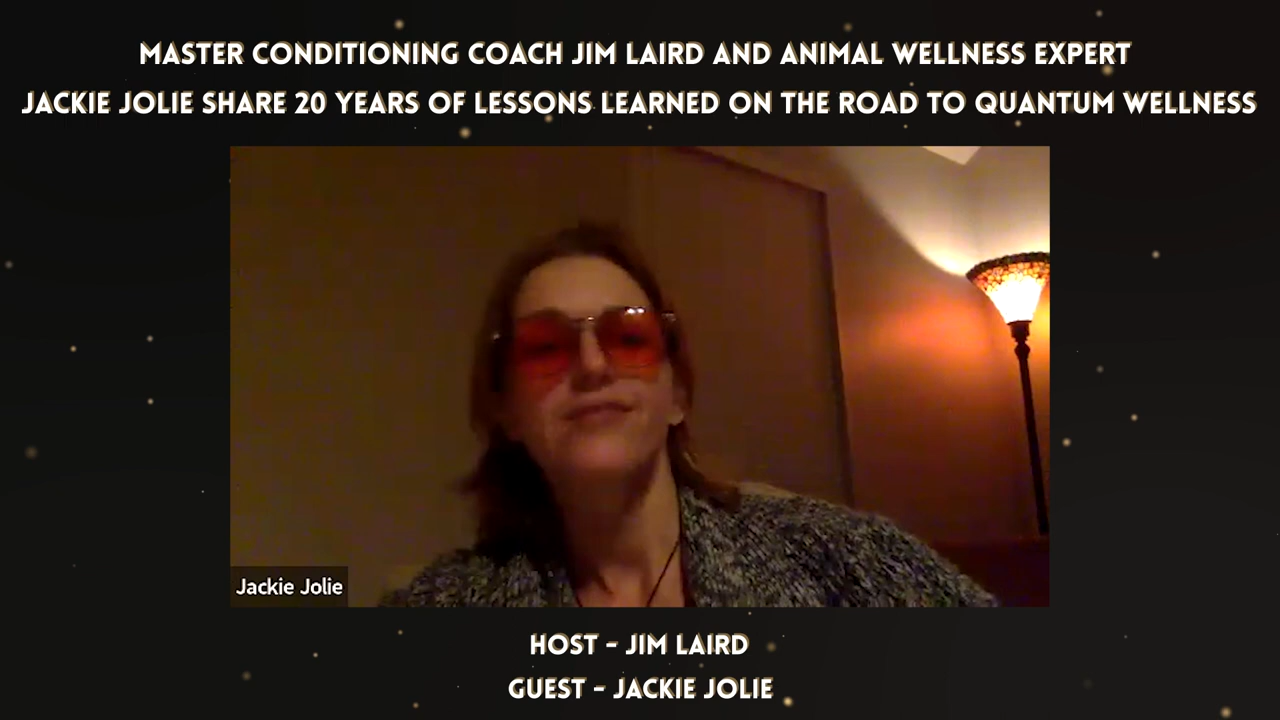 MASTER CONDITIONING COACH JIM LAIRD AND ANIMAL WELLNESS EXPERT
JACKIE JOLIE SHARE 20 YEARS OF LESSONS LEARNED ON THE ROAD TO QUANTUM WELLNESS
Jackie Jolie
HOST - JIM LAIRD
GUEST - JACKIE JOLIE